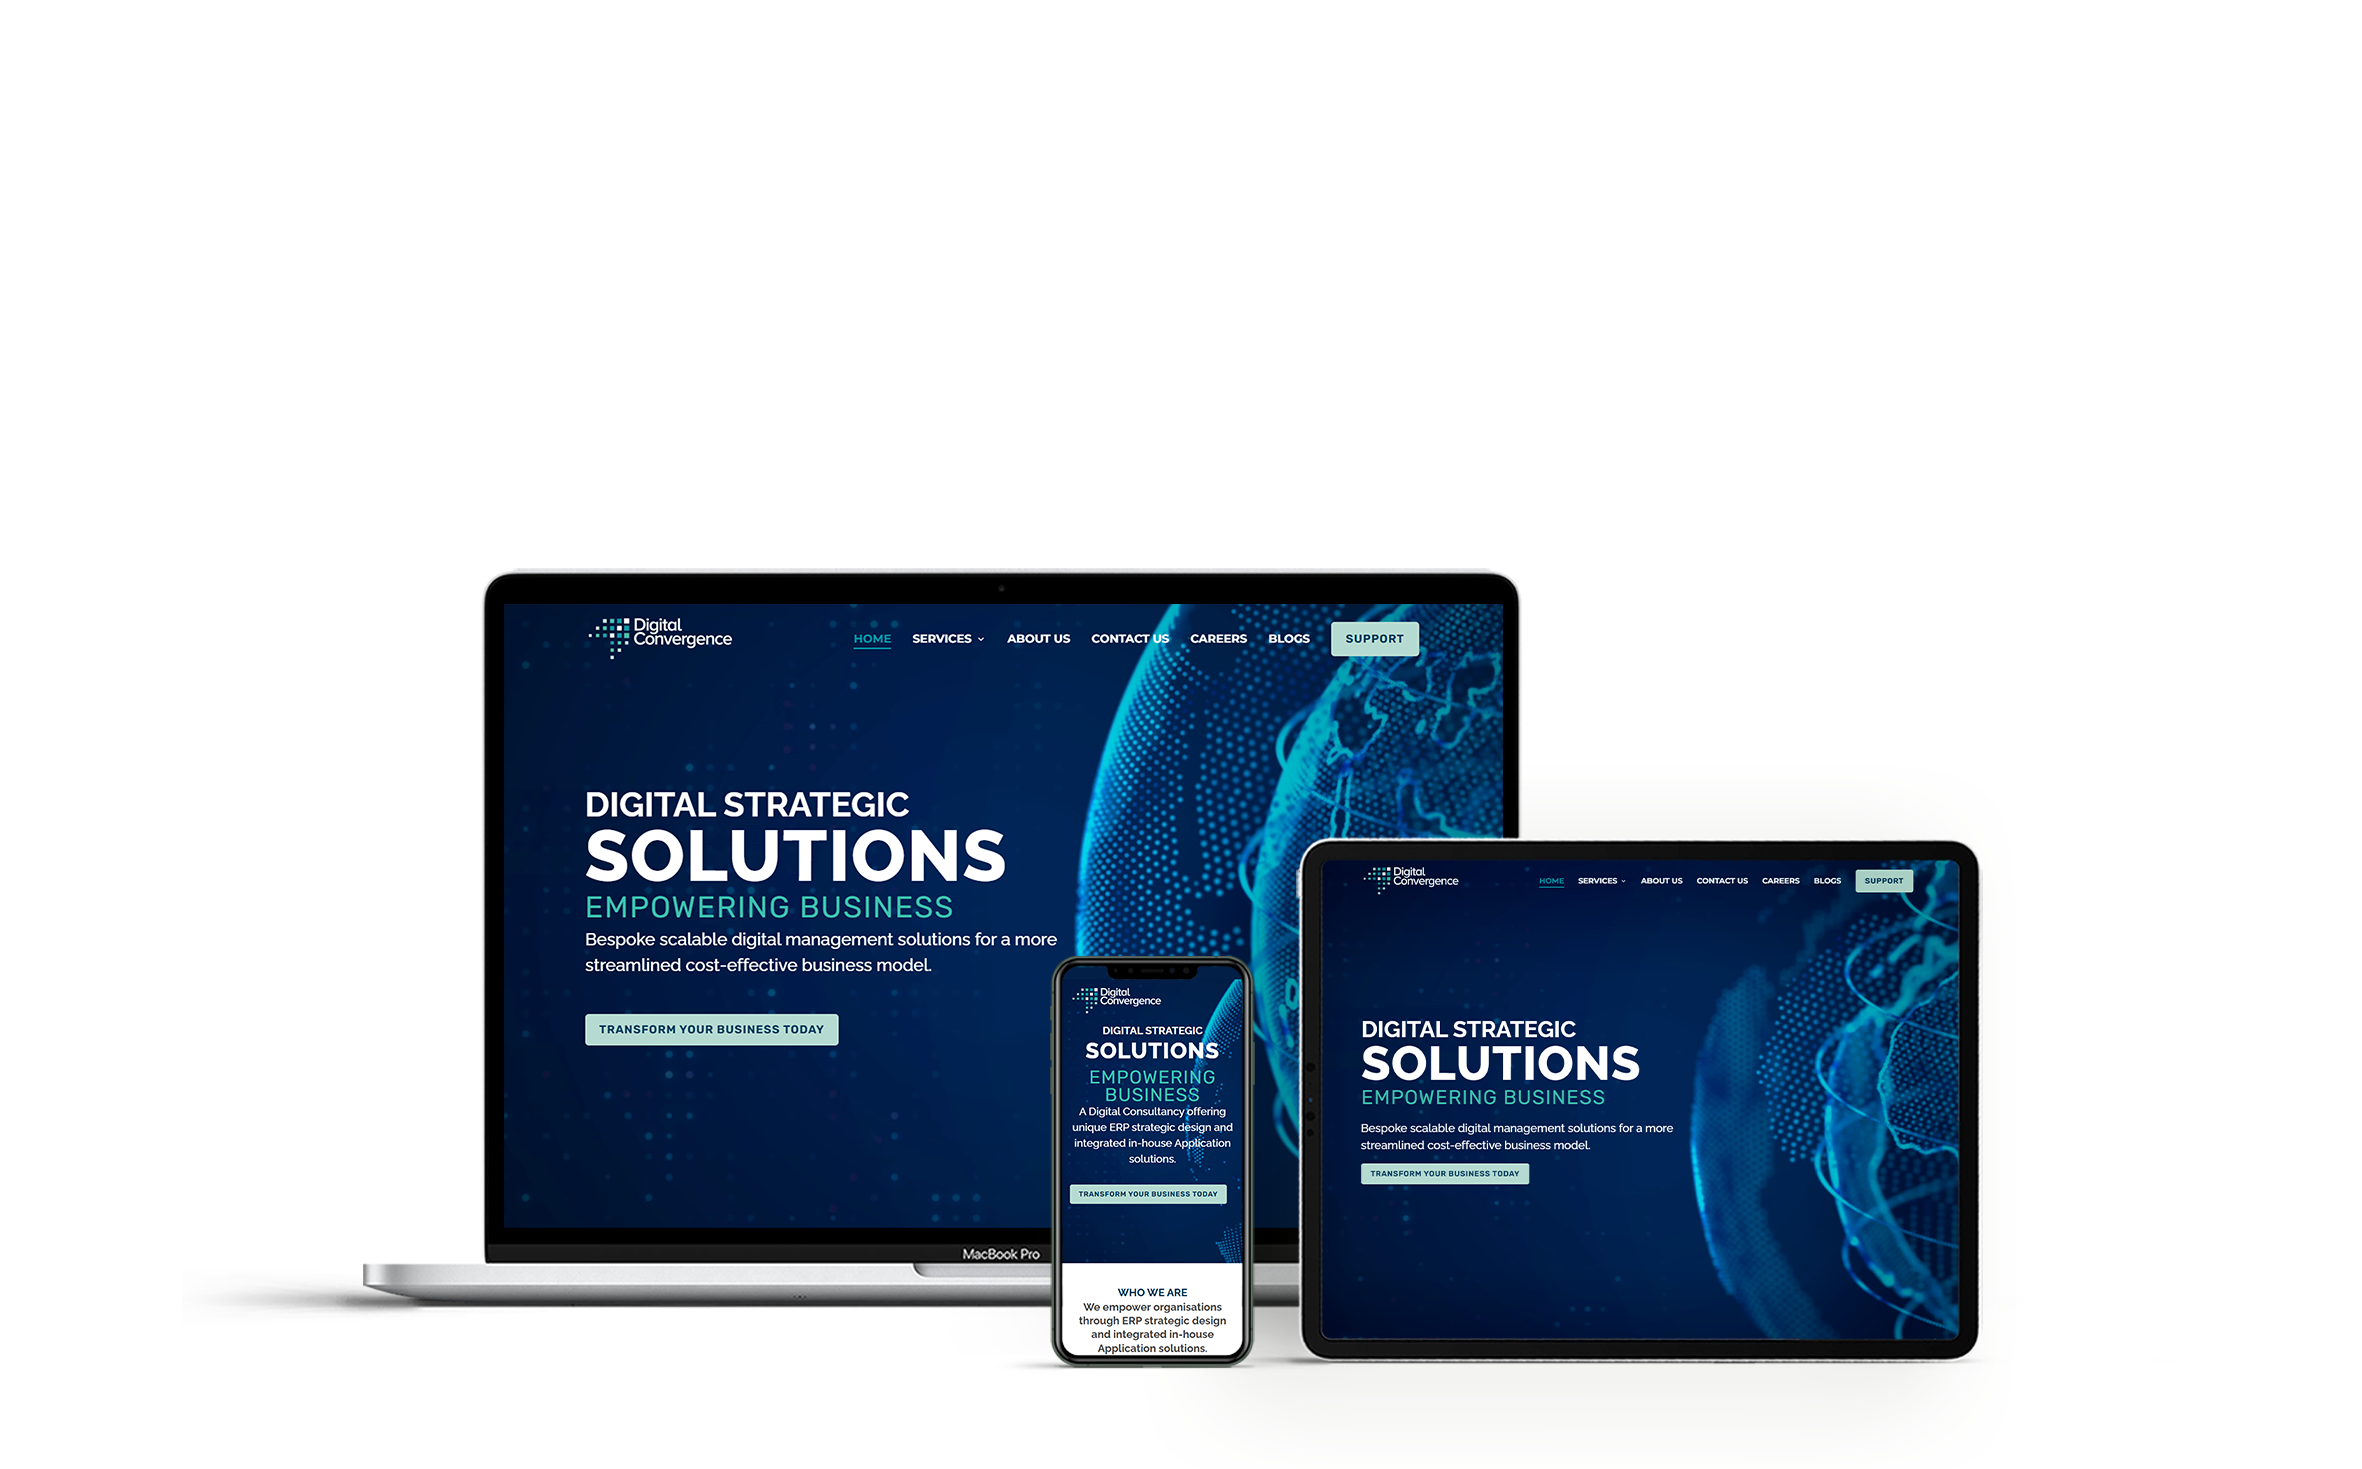 Digital
Convergence
HOME SERVICES ABOUT US CONTACT US CAREERS BLOGS SUPPORT
DIGITAL STRATEGIC
SOLUTIONS
EMPOWERING BUSINESS
Bespoke scalable digital management solutions for a more
streamlined cost-effective business model.
TRANSFORM YOUR BUSINESS TODAY
MacBook Pro
Digital
Convergence
DIGITAL STRATEGIC
SOLUTIONS
EMPOWERING
BUSINESS
A Digital Consultancy offering
unique ERP strategic design and
integrated in-house Application
solutions.
TRANSFORM YOUR BUSINESS TODAY
WHO WE ARE
We empower organisations
through ERP strategic design
and integrated in-house
Application solutions.
Digital
Convergence
HOME SERVICES ABOUT US CONTACT US CAREERS BLOGS SUPPORT
DIGITAL STRATEGIC
SOLUTIONS
EMPOWERING BUSINESS
Bespoke scalable digital management solutions for a more
streamlined cost-effective business model.
TRANSFORM YOUR BUSINESS TODAY